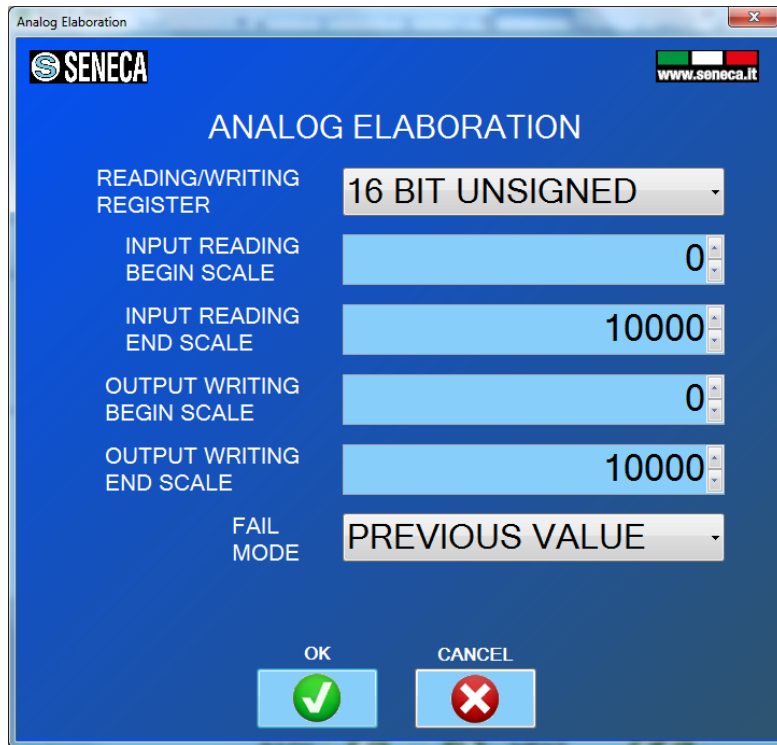 Analog Elaboration
SENECA
www.seneca.it
ANALOG ELABORATION
READING/WRITING
REGISTER
16 BIT UNSIGNED
INPUT READING
BEGIN SCALE
0
INPUT READING
END SCALE
10000
OUTPUT WRITING
BEGIN SCALE
0
OUTPUT WRITING
END SCALE
10000
FAIL
MODE
PREVIOUS VALUE
OK
CANCEL